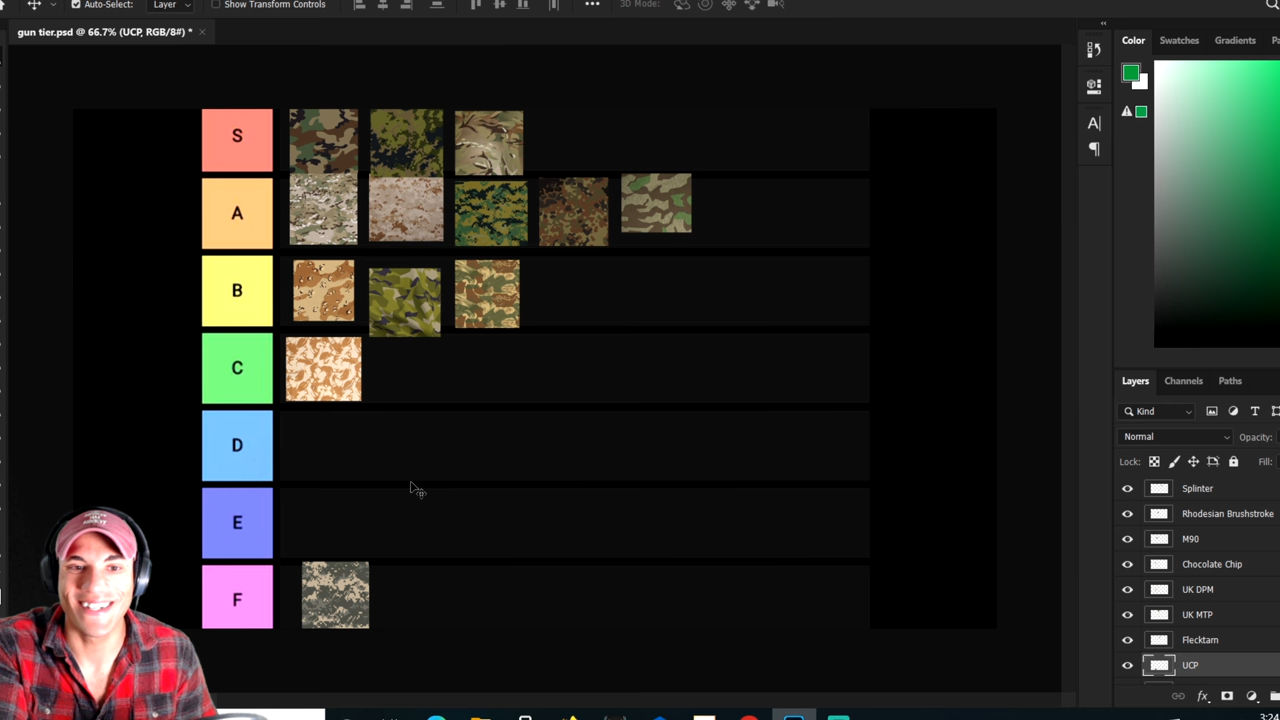 Auto-Select:
Layer
Show Transform Controls
3D Mode:
gun tier.psd @ 66.7% (UCP, RGB/8#) *
Color
Swatches
Gradients
S
A
B
C
D
E
F
Layers
Channels
Paths
Kind
Normal
Opacity:
Lock:
Fill:
Splinter
Rhodesian Brushstroke
M90
Chocolate Chip
UK DPM
UK MTP
Flecktarn
UCP
fx